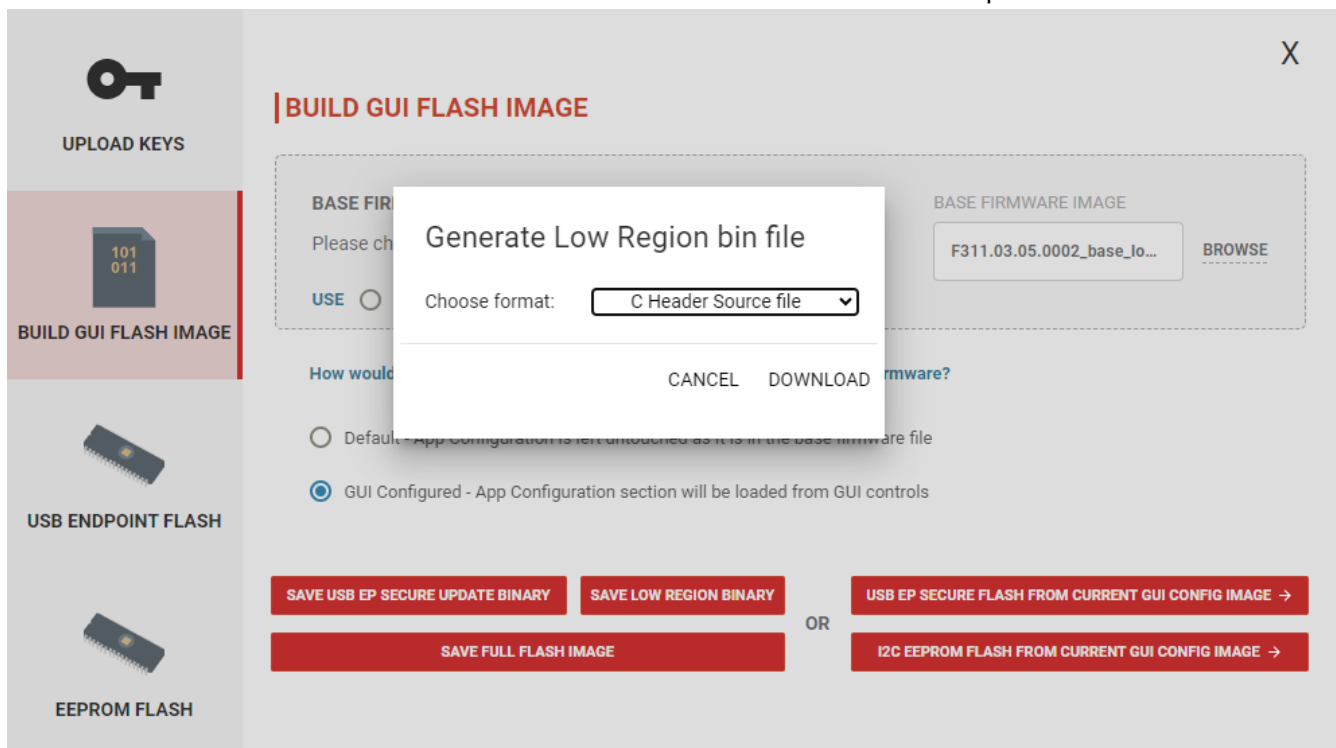 X
UPLOAD KEYS
BUILD GUI FLASH IMAGE
BASE FIR
BASE FIRMWARE IMAGE
Please ch
F311.03.05.0002_base_lo...
BROWSE
USE
Generate Low Region bin file
Choose format:
C Header Source file
CANCEL DOWNLOAD
101
011
BUILD GUI FLASH IMAGE
How would
rmware?
Default - App Configuration is left untouched as it is in the base firmware file
GUI Configured - App Configuration section will be loaded from GUI controls
USB ENDPOINT FLASH
SAVE USB EP SECURE UPDATE BINARY
SAVE LOW REGION BINARY
SAVE FULL FLASH IMAGE
OR
USB EP SECURE FLASH FROM CURRENT GUI CONFIG IMAGE →
I2C EEPROM FLASH FROM CURRENT GUI CONFIG IMAGE →
EEPROM FLASH